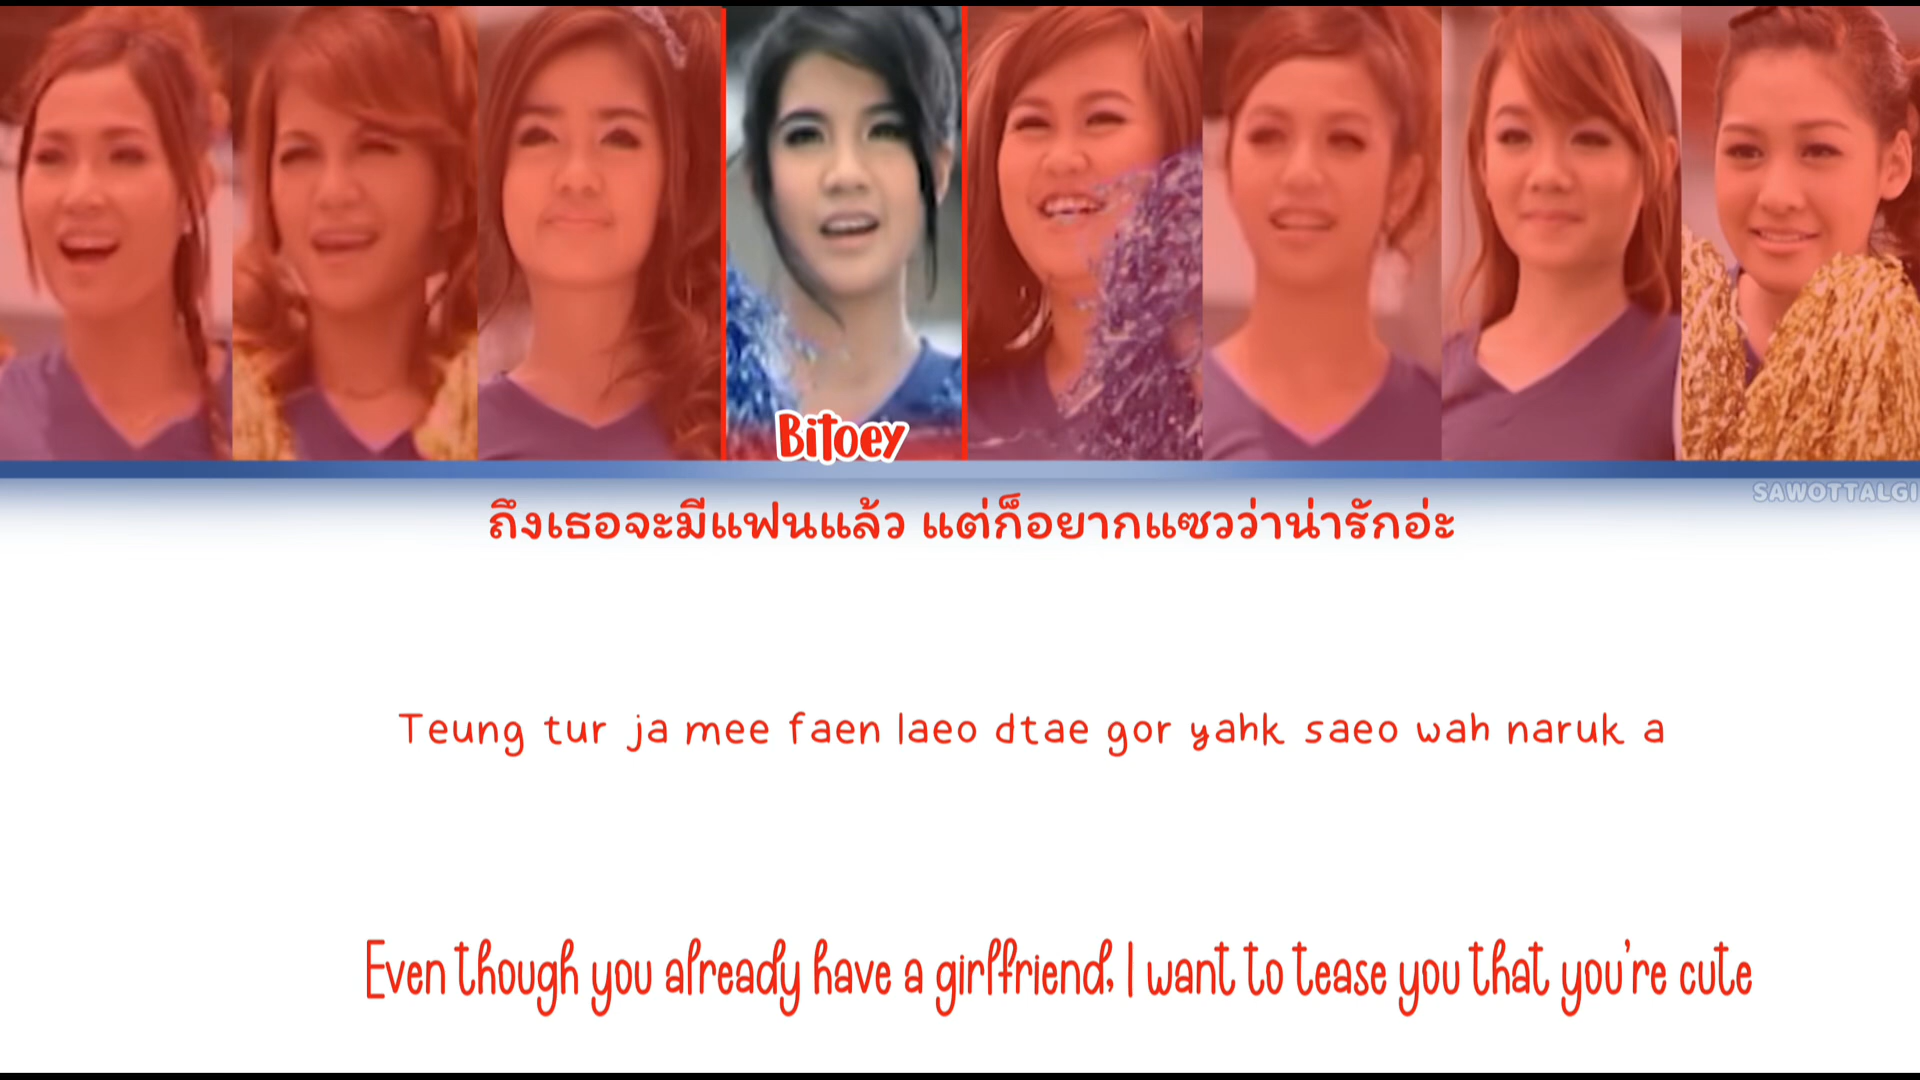 Bitoey
SAWOTTALGI
ถึงเธอจะมีแฟนแล้ว แต่ก็อยากแซวว่าน่ารักอ่ะ
Teung tur ja mee faen laeo dtae gor yahk saeo wah naruk a
Even though you already have a girlfriend, I want to tease you that you're cute